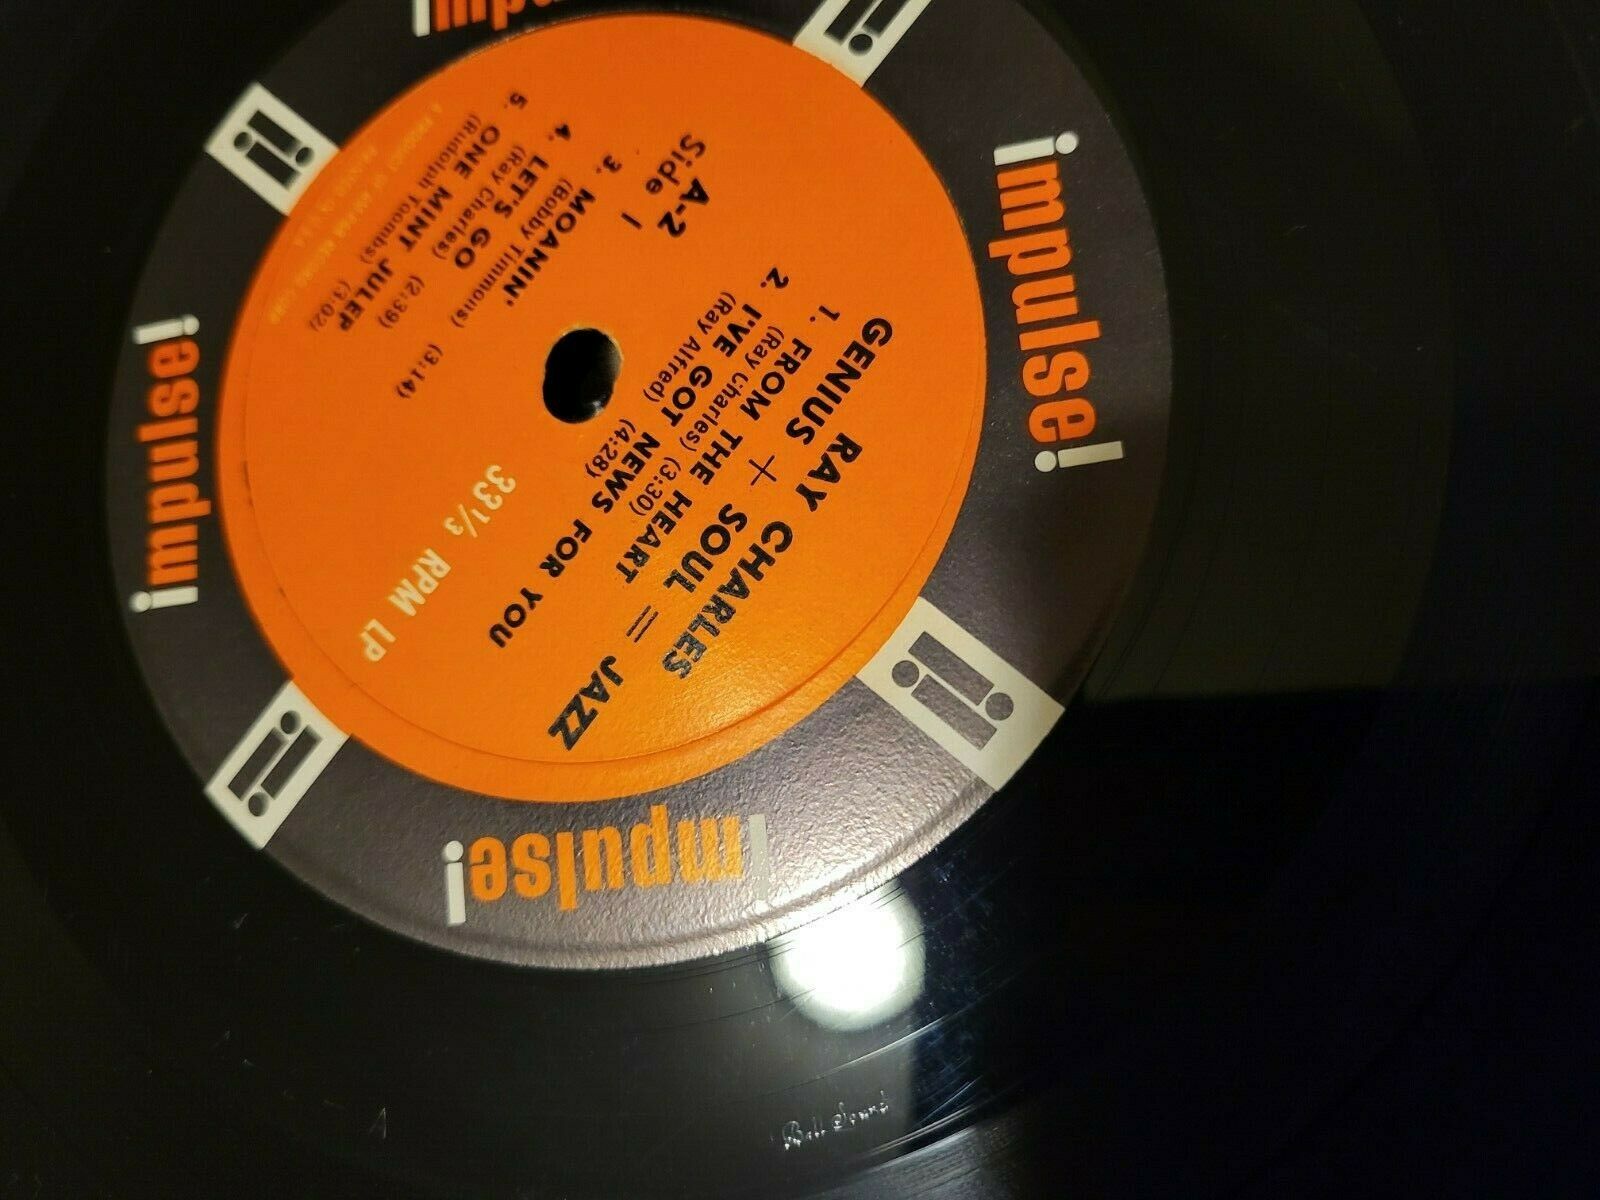 impulse!
impulse!
impulse!
RAY CHARLES
GENIUS + SOUL = JAZZ
1. FROM THE HEART
(Ray Charles) (3:30)
2. I'VE GOT NEWS FOR YOU
(Ray Alfred) (4:28)
A-2
Side 1
33⅓ RPM LP
3. MOANIN'
(Bobby Timmons) (3:14)
4. LET'S GO
(Ray Charles) (2:39)
5. ONE MINT JULEP
(Rudolph Toombs) (3:02)
Bell Sound